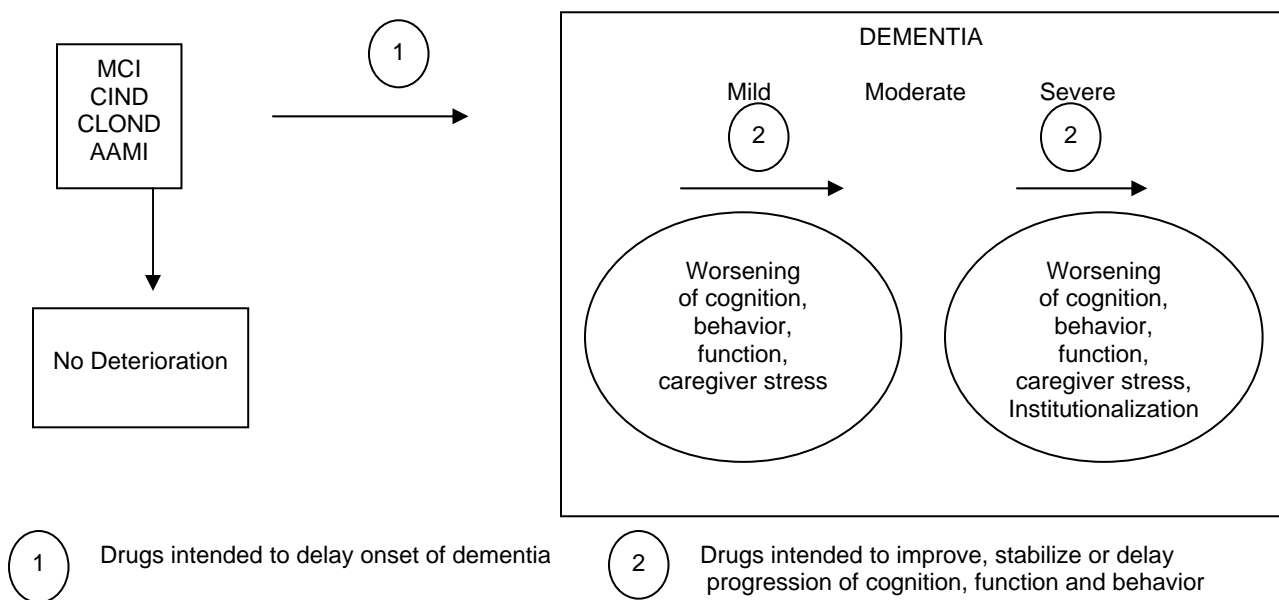 MCI
CIND
CLOND
AAMI
1
No Deterioration
DEMENTIA
Mild Moderate Severe
2 2
Worsening
of cognition,
behavior,
function,
caregiver stress
Worsening
of cognition,
behavior,
function,
caregiver stress,
Institutionalization
1 Drugs intended to delay onset of dementia
2 Drugs intended to improve, stabilize or delay
progression of cognition, function and behavior